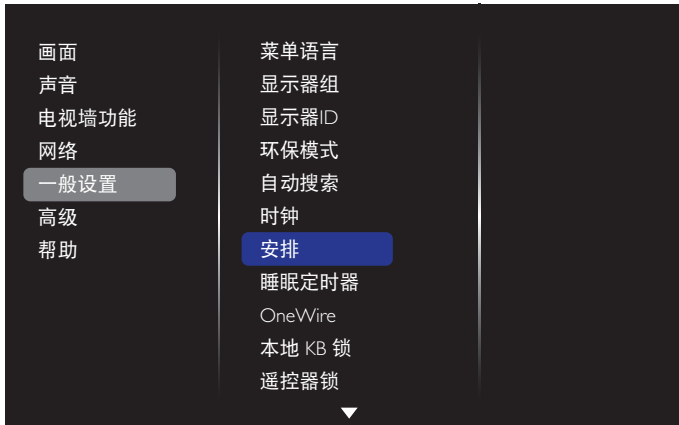 画面
声音
电视墙功能
网络
一般设置
高级
帮助
菜单语言
显示器组
显示器ID
环保模式
自动搜索
时钟
安排
睡眠定时器
OneWire
本地 KB 锁
遥控器锁